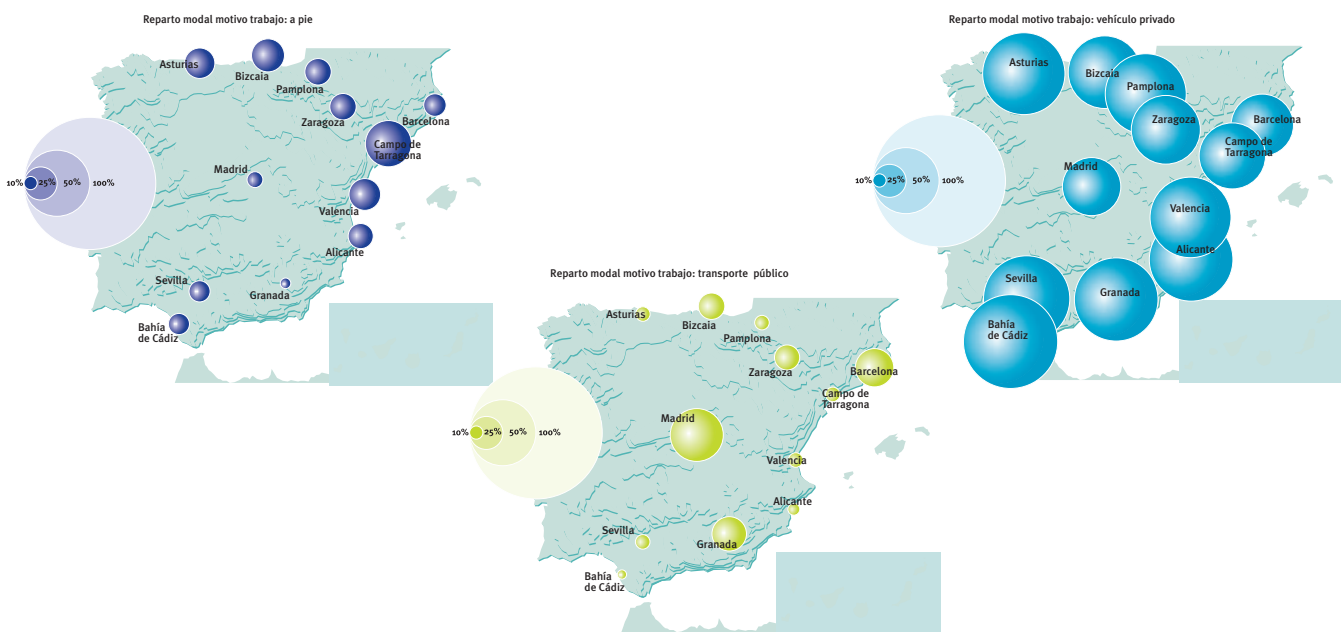 Reparto modal motivo trabajo: a pie
Asturias
Bizcaia
Pamplona
Zaragoza
Barcelona
Campo de
Tarragona
Madrid
10% 25% 50% 100%
Valencia
Alicante
Sevilla
Granada
Bahía
de Cádiz
Reparto modal motivo trabajo: transporte público
Asturias
Bizcaia
Pamplona
Zaragoza
Barcelona
Campo de
Tarragona
Madrid
10% 25% 50% 100%
Valencia
Alicante
Sevilla
Granada
Bahía
de Cádiz
Reparto modal motivo trabajo: vehículo privado
Asturias
Bizcaia
Pamplona
Zaragoza
Barcelona
Campo de
Tarragona
Madrid
10% 25% 50% 100%
Valencia
Alicante
Sevilla
Granada
Bahía
de Cádiz